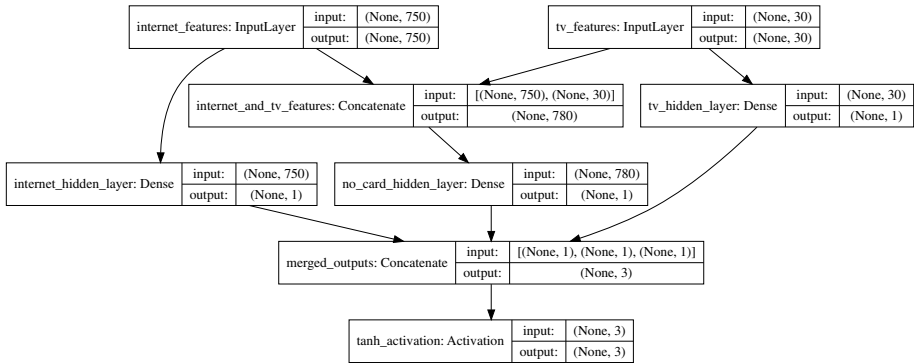 internet_features: InputLayer input: (None, 750)
output: (None, 750)
tv_features: InputLayer input: (None, 30)
output: (None, 30)
internet_and_tv_features: Concatenate input: [(None, 750), (None, 30)]
output: (None, 780)
tv_hidden_layer: Dense input: (None, 30)
output: (None, 1)
internet_hidden_layer: Dense input: (None, 750)
output: (None, 1)
no_card_hidden_layer: Dense input: (None, 780)
output: (None, 1)
merged_outputs: Concatenate input: [(None, 1), (None, 1), (None, 1)]
output: (None, 3)
tanh_activation: Activation input: (None, 3)
output: (None, 3)